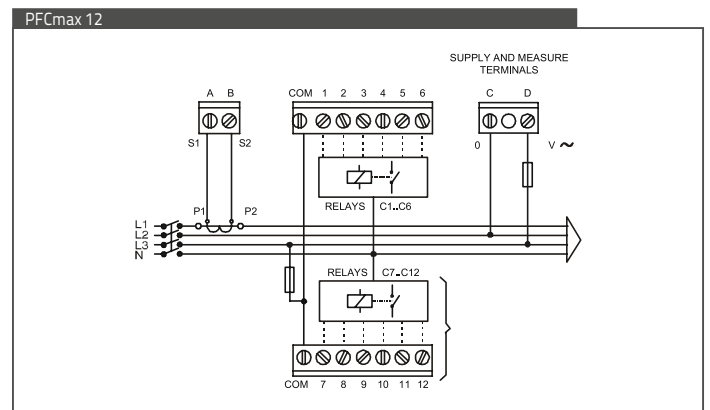 PFCmax 12
SUPPLY AND MEASURE
TERMINALS
A B
COM 1 2 3 4 5 6
C D
S1 S2
0 V ~
RELAYS C1..C6
P1 P2
L1
L2
L3
N
RELAYS C7..C12
COM 7 8 9 10 11 12